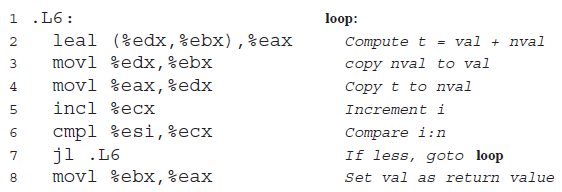 1 .L6: loop:
2 leal (%edx,%ebx),%eax Compute t = val + nval
3 movl %edx,%ebx copy nval to val
4 movl %eax,%edx Copy t to nval
5 incl %ecx Increment i
6 cmpl %esi,%ecx Compare i:n
7 jl .L6 If less, goto loop
8 movl %ebx,%eax Set val as return value